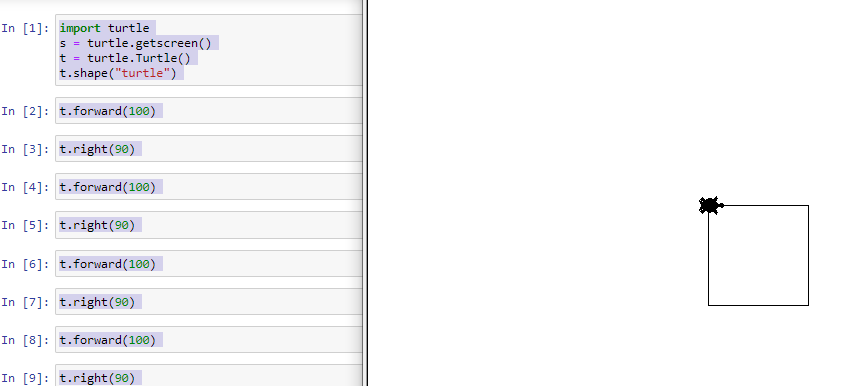 In [1]: import turtle
s = turtle.getscreen()
t = turtle.Turtle()
t.shape("turtle")
In [2]: t.forward(100)
In [3]: t.right(90)
In [4]: t.forward(100)
In [5]: t.right(90)
In [6]: t.forward(100)
In [7]: t.right(90)
In [8]: t.forward(100)
In [9]: t.right(90)